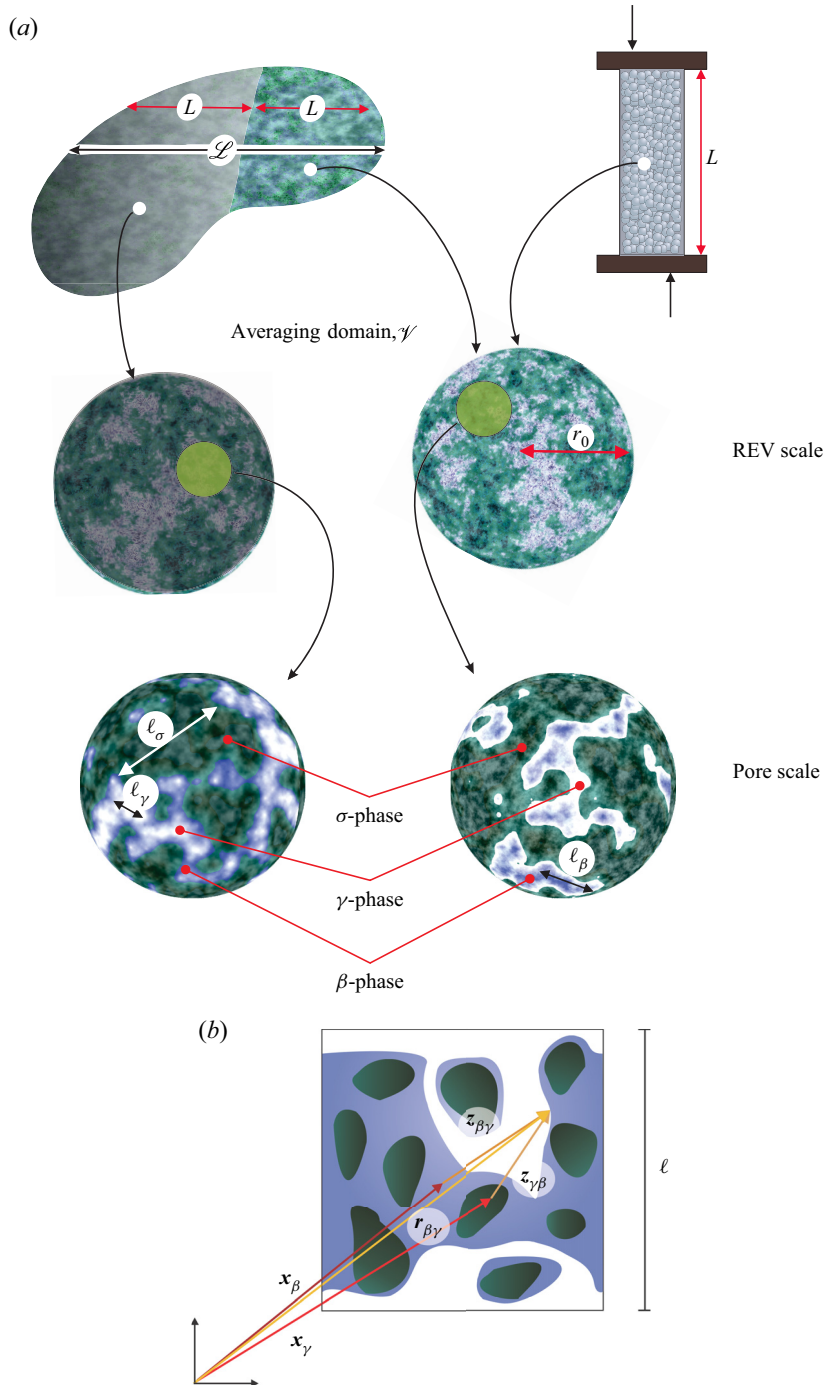 (a)
L
L
ℒ
L
Averaging domain, 𝒱
r₀
REV scale
ℓσ
ℓγ
Pore scale
σ-phase
ℓβ
γ-phase
β-phase
(b)
zβγ
ℓ
zγβ
rβγ
xβ
xγ